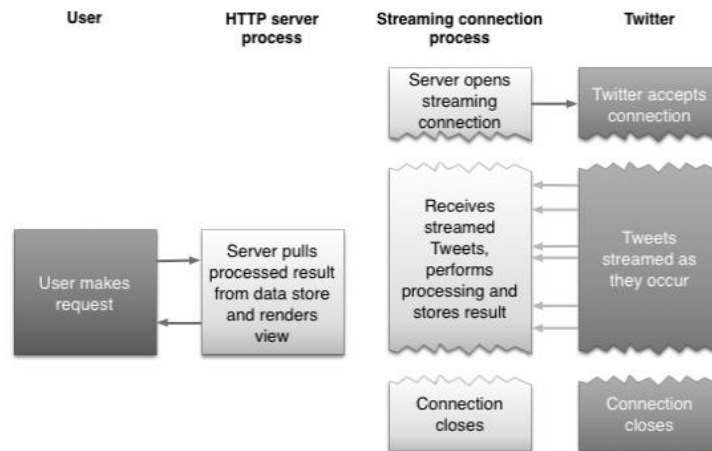 User
HTTP server
process
Streaming connection
process
Twitter
Server opens
streaming
connection
Twitter accepts
connection
User makes
request
Server pulls
processed result
from data store
and renders
view
Receives
streamed
Tweets,
performs
processing and
stores result
Tweets
streamed as
they occur
Connection
closes
Connection
closes